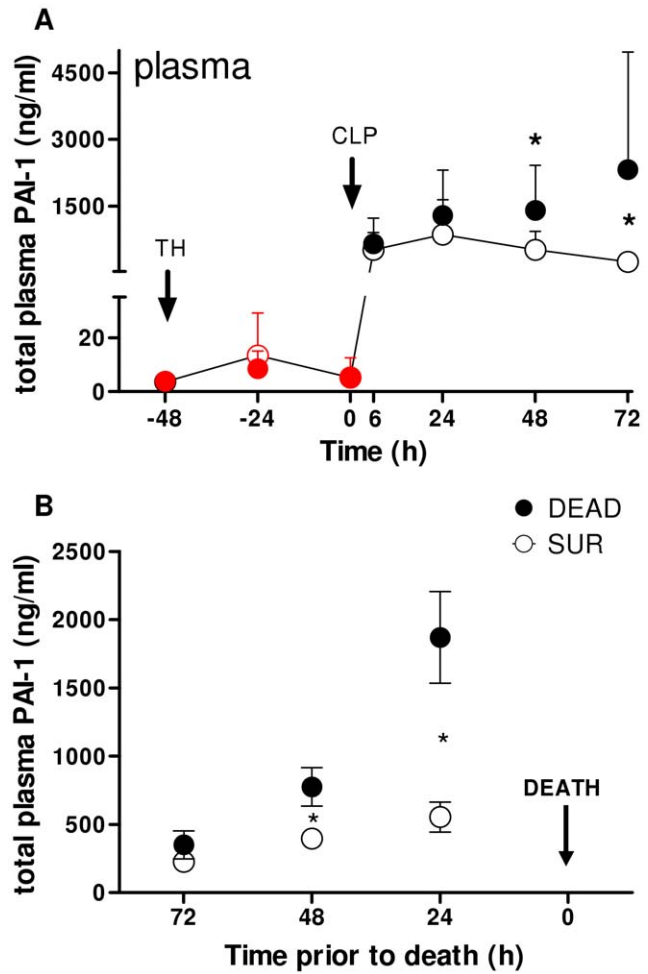 A
plasma
total plasma PAI-1 (ng/ml)
4500
3000
1500
20
0
TH
CLP
*
*
-48 -24 0 6 24 48 72
Time (h)
B
DEAD
SUR
total plasma PAI-1 (ng/ml)
2500
2000
1500
1000
500
0
*
*
DEATH
72 48 24 0
Time prior to death (h)